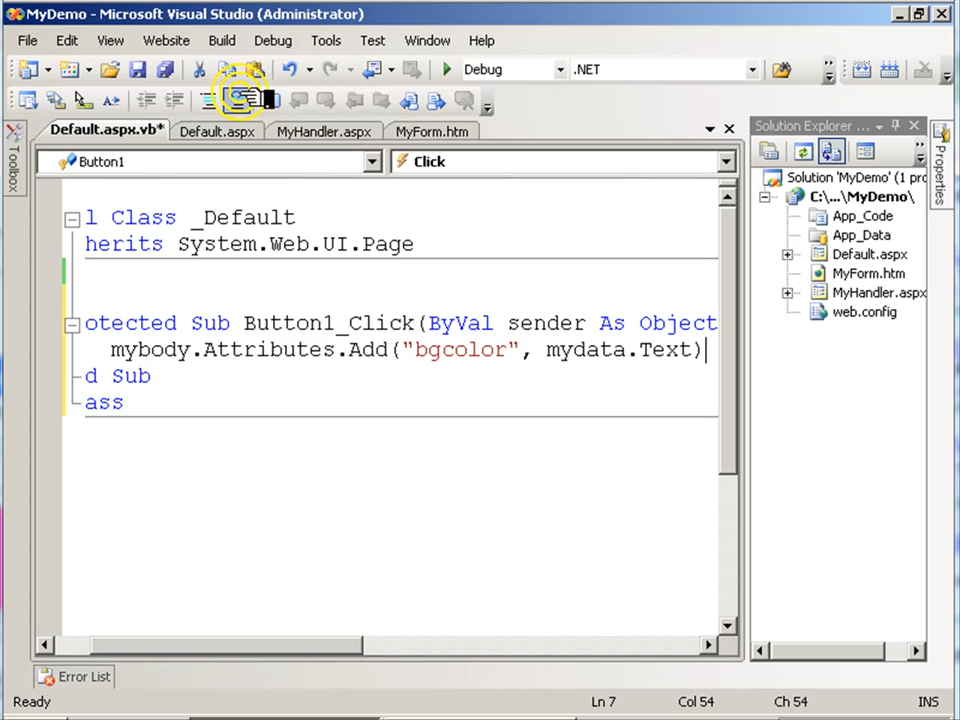 MyDemo - Microsoft Visual Studio (Administrator)
File Edit View Website Build Debug Tools Test Window Help
Debug .NET
Default.aspx.vb* Default.aspx MyHandler.aspx MyForm.htm
Solution Explorer ...
Toolbox
Properties
Button1 Click
Solution 'MyDemo' (1 pro
C:\...\MyDemo\
App_Code
App_Data
Default.aspx
MyForm.htm
MyHandler.aspx
web.config
l Class _Default
herits System.Web.UI.Page
otected Sub Button1_Click(ByVal sender As Object
mybody.Attributes.Add("bgcolor", mydata.Text)
d Sub
ass
Error List
Ready Ln 7 Col 54 Ch 54 INS